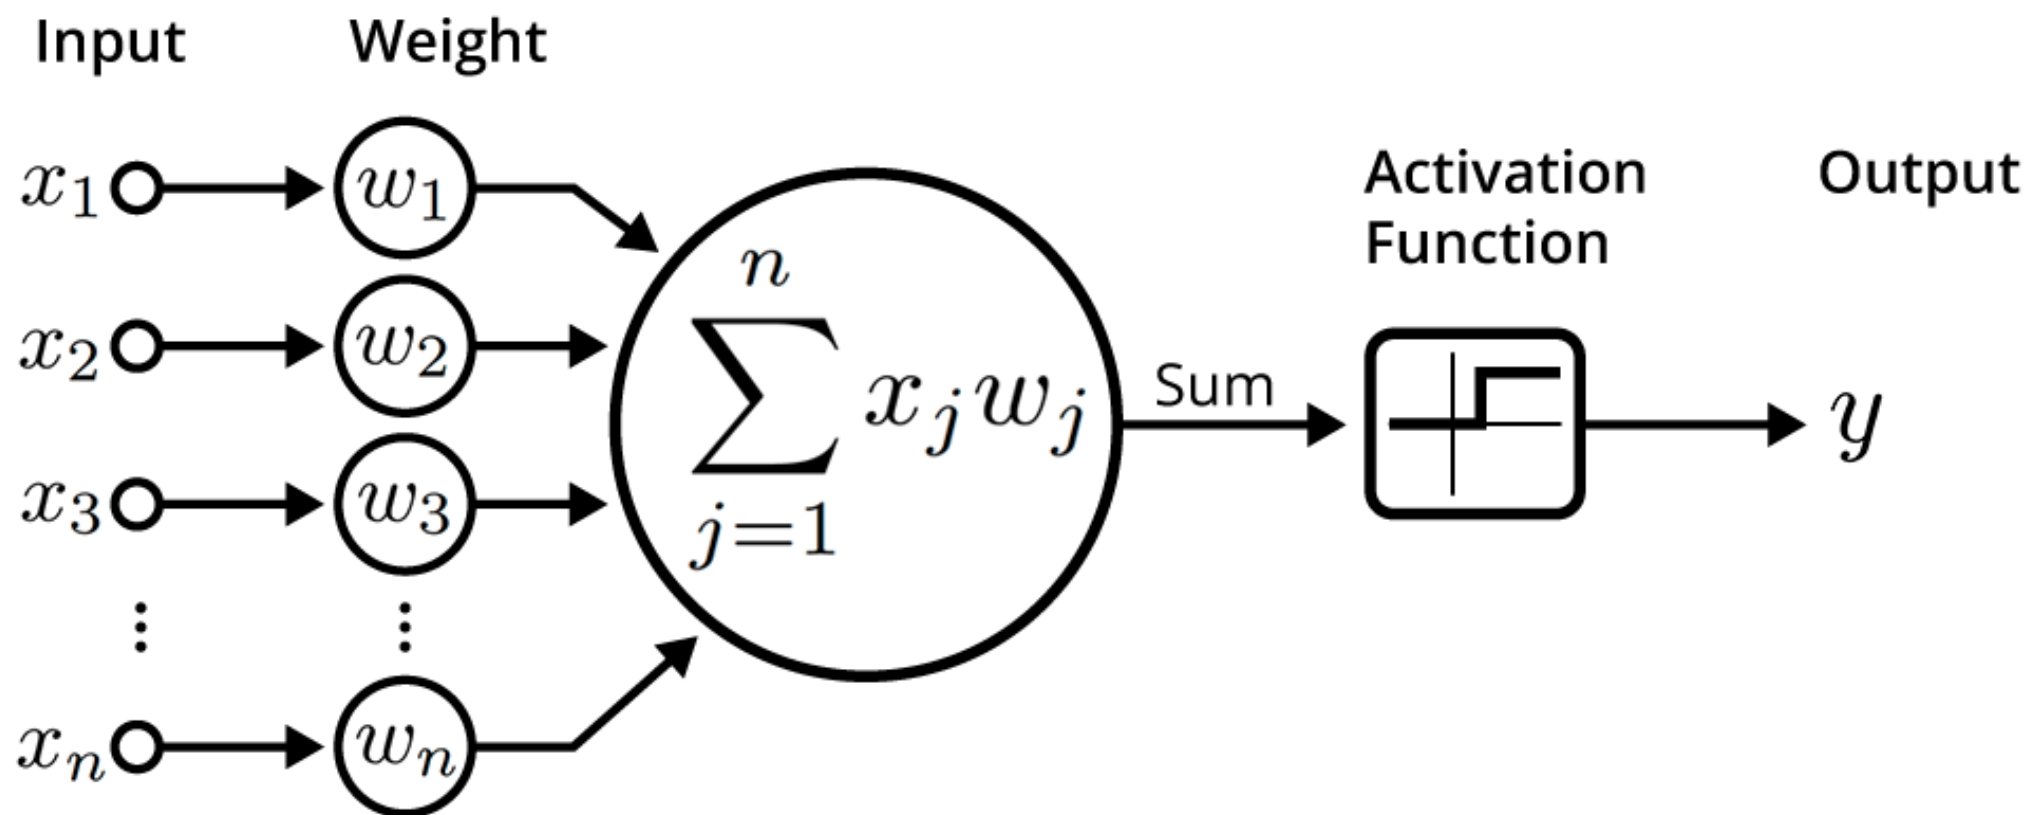 Input
Weight
Activation
Function
Output
x₁
w₁
x₂
w₂
x₃
w₃
⋮
⋮
xₙ
wₙ
n
∑ xⱼwⱼ
j=1
Sum
y